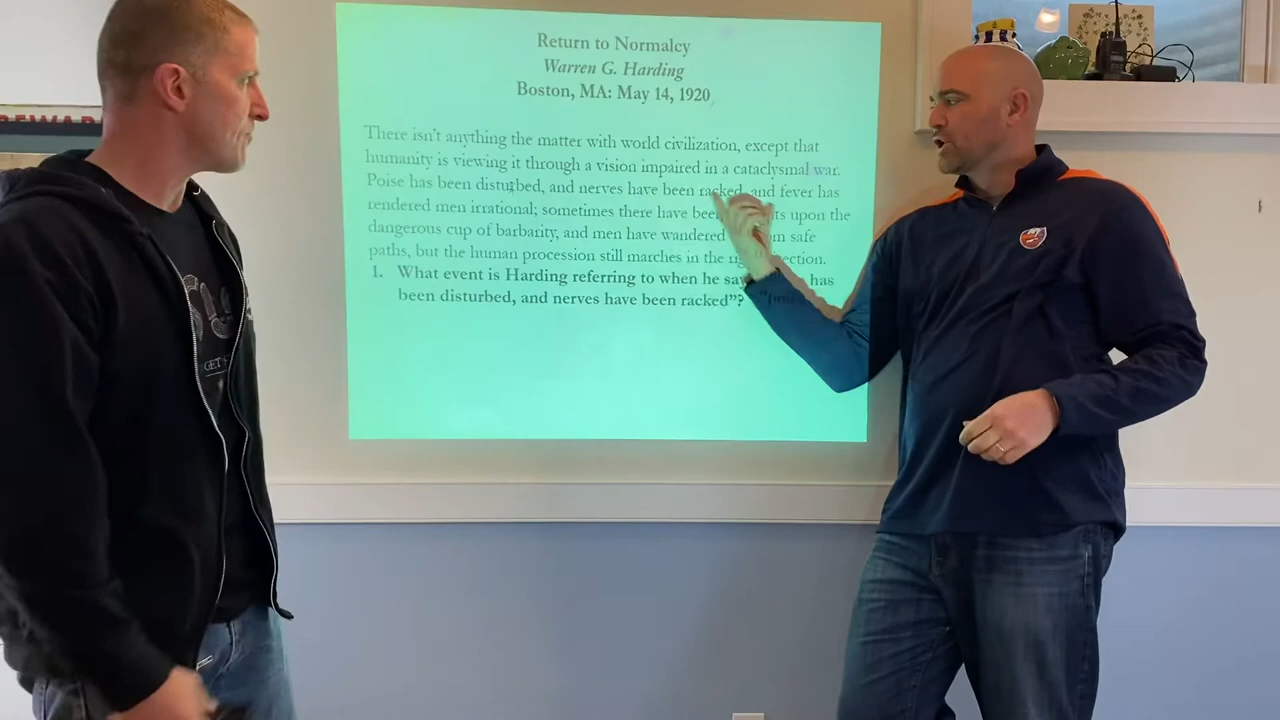 Return to Normalcy
Warren G. Harding
Boston, MA: May 14, 1920
There isn't anything the matter with world civilization, except that
humanity is viewing it through a vision impaired in a cataclysmal war.
Poise has been disturbed, and nerves have been racked, and fever has
rendered men irrational; sometimes there have been upon the
dangerous cup of barbarity, and men have wandered safe
paths, but the human procession still marches in the
1. What event is Harding referring to when he say has
been disturbed, and nerves have been racked"?
GET